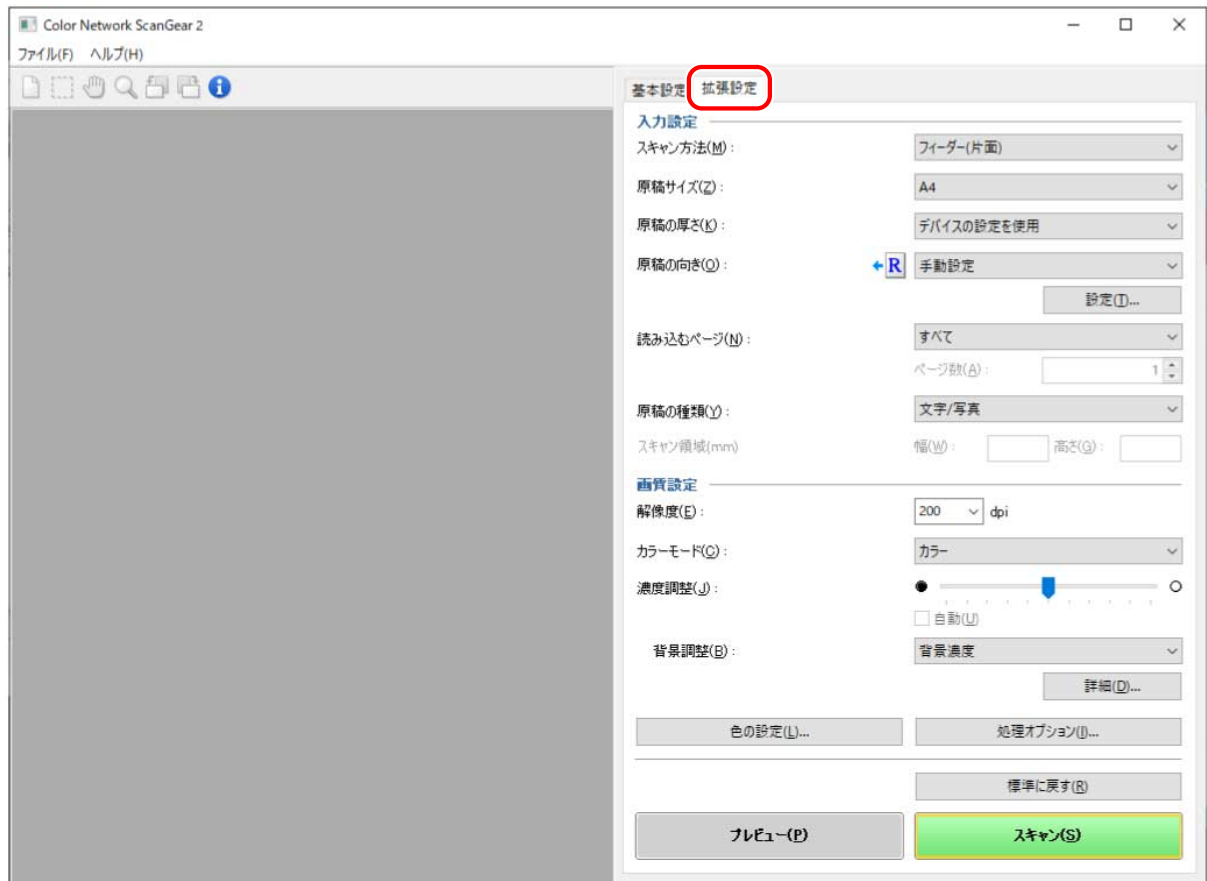 Color Network ScanGear 2
ファイル(F) ヘルプ(H)
基本設定 拡張設定
入力設定
スキャン方法(M): フィーダー(片面)
原稿サイズ(Z): A4
原稿の厚さ(K): デバイスの設定を使用
原稿の向き(O): R 手動設定
設定(T)...
読み込むページ(N): すべて
ページ数(A): 1
原稿の種類(Y): 文字/写真
スキャン領域(mm) 幅(W): 高さ(G):
画質設定
解像度(E): 200 dpi
カラーモード(C): カラー
濃度調整(J):
自動(U)
背景調整(B): 背景濃度
詳細(D)...
色の設定(L)... 処理オプション(I)...
標準に戻す(R)
プレビュー(P) スキャン(S)